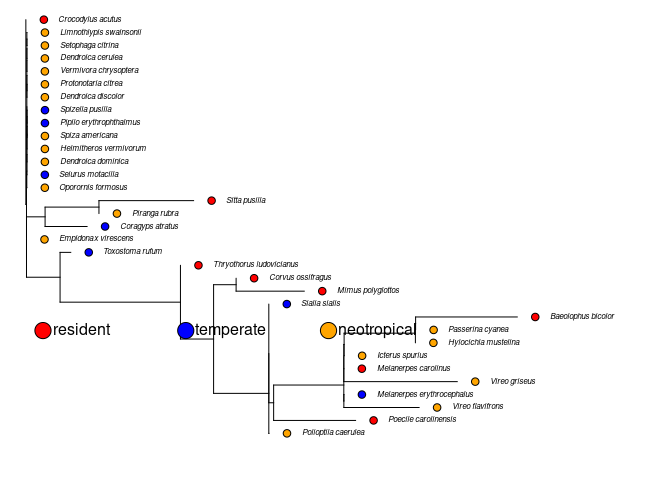 Crocodylus acutus
Limnothlypis swainsonii
Setophaga citrina
Dendroica cerulea
Vermivora chrysoptera
Protonotaria citrea
Dendroica discolor
Spizella pusilla
Pipilo erythrophthalmus
Spiza americana
Helmitheros vermivorum
Dendroica dominica
Seiurus motacilla
Oporornis formosus
Sitta pusilla
Piranga rubra
Coragyps atratus
Empidonax virescens
Toxostoma rufum
Thryothorus ludovicianus
Corvus ossifragus
Mimus polyglottos
Sialia sialis
Baeolophus bicolor
resident temperate neotropical Passerina cyanea
Hylocichla mustelina
Icterus spurius
Melanerpes carolinus
Vireo griseus
Melanerpes erythrocephalus
Vireo flavifrons
Poecile carolinensis
Polioptila caerulea